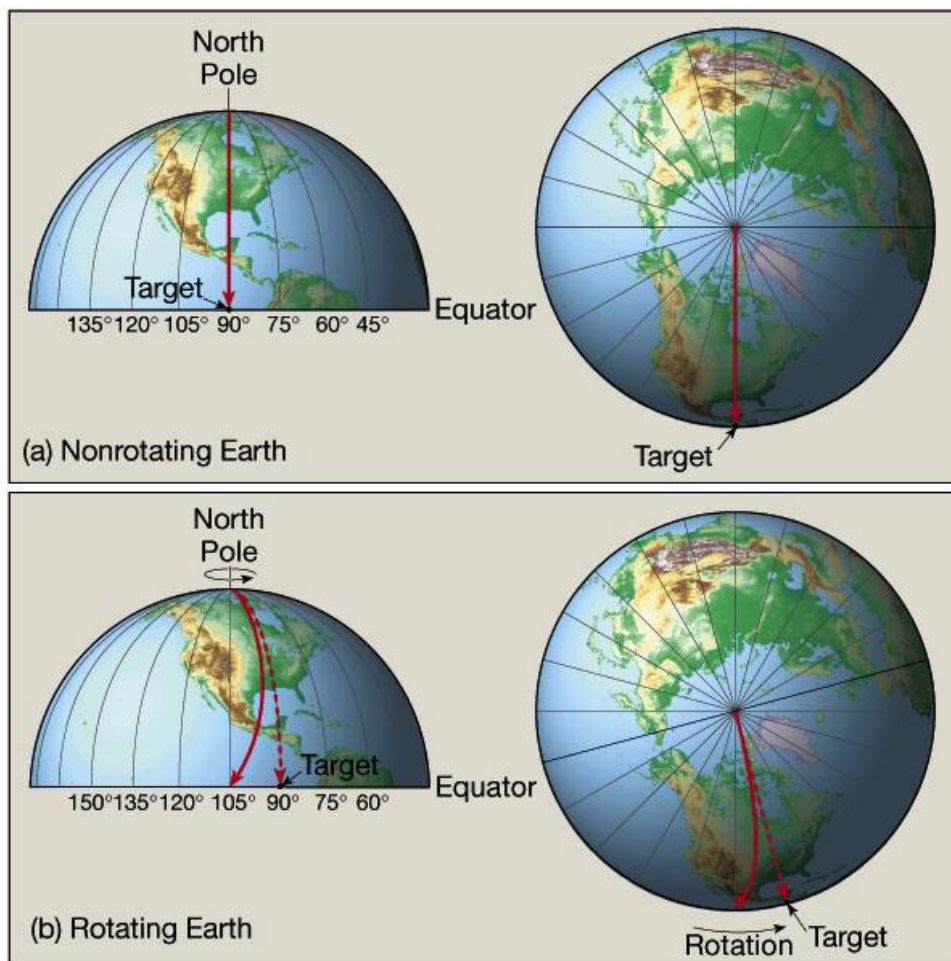 North
Pole
Target
Equator
135° 120° 105° 90° 75° 60° 45°
Target
(a) Nonrotating Earth
North
Pole
Target
Equator
150° 135° 120° 105° 90° 75° 60°
Rotation
Target
(b) Rotating Earth